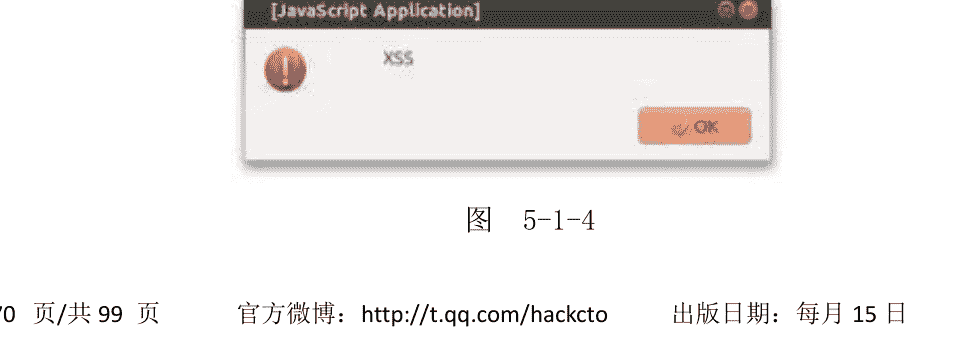 [JavaScript Application]
XSS
OK
图 5-1-4
0 页/共 99 页 官方微博：http://t.qq.com/hackcto 出版日期：每月 15 日